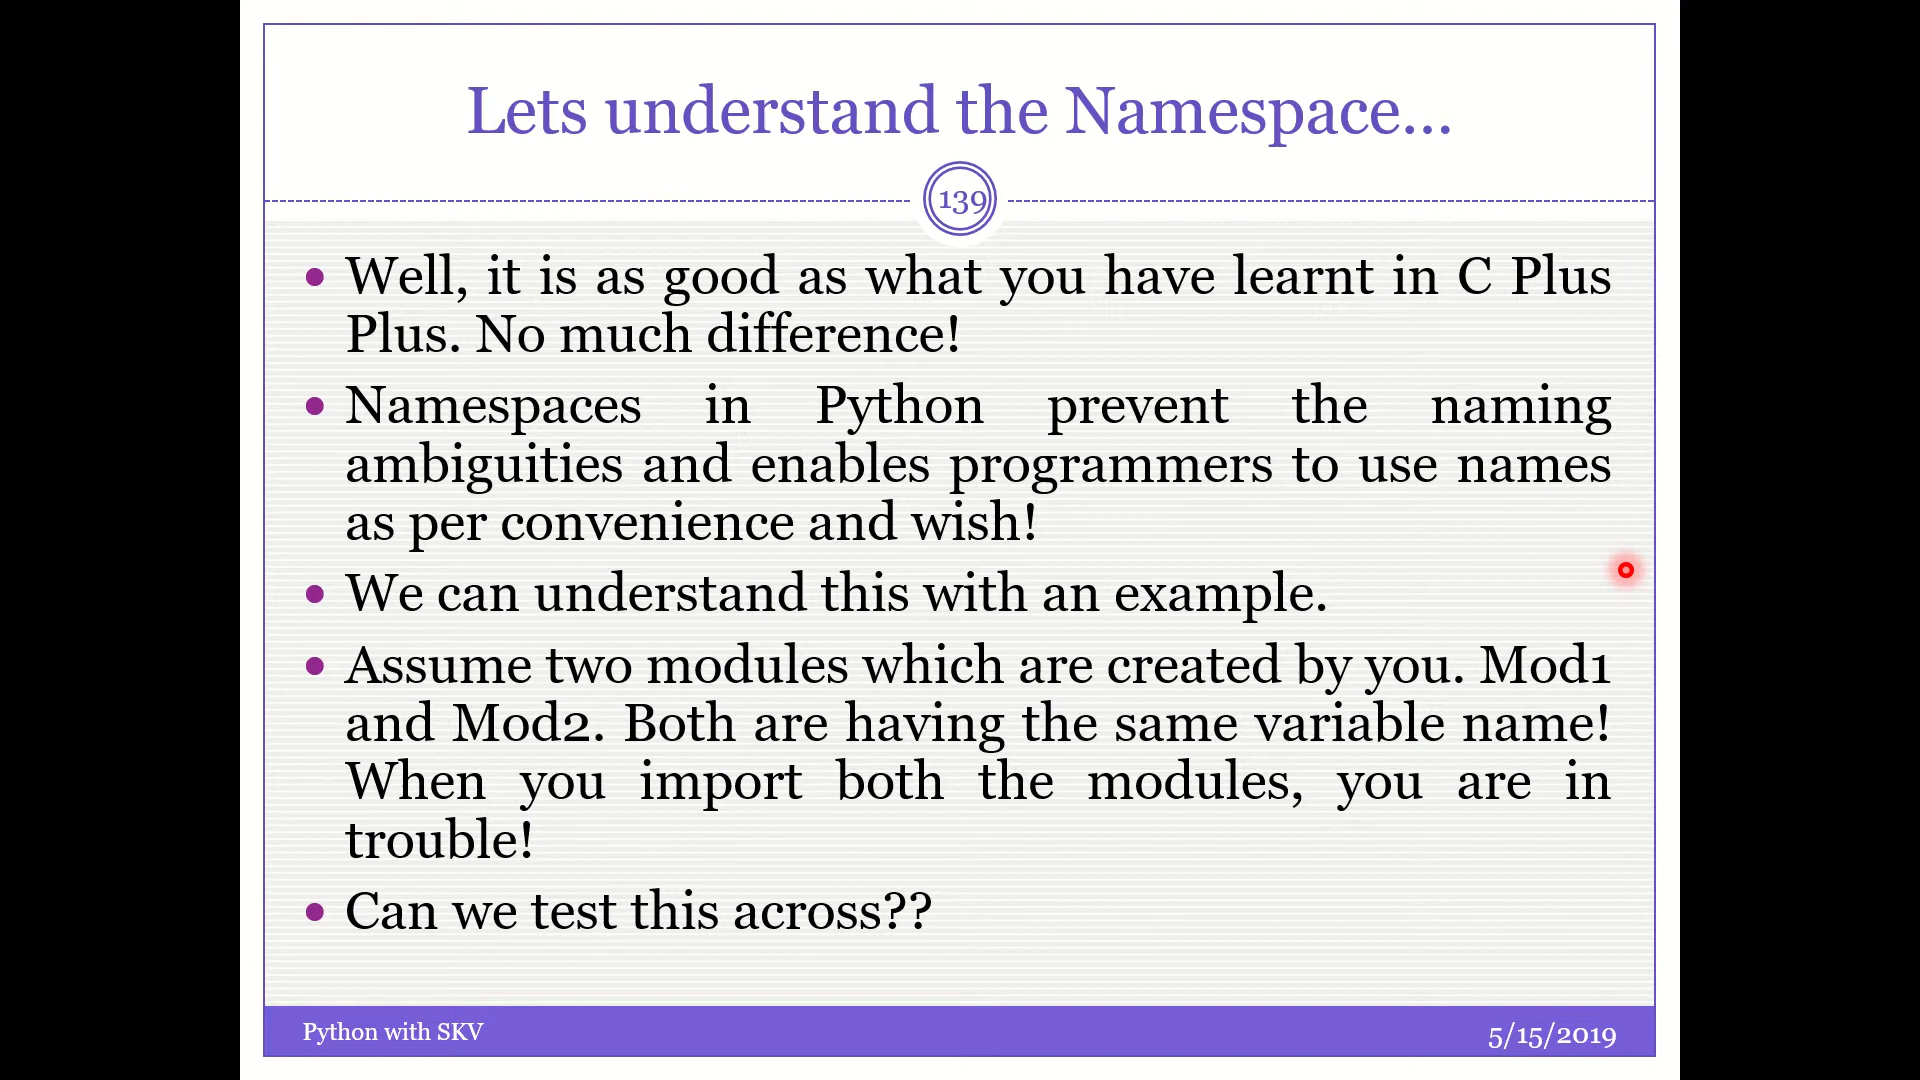 Lets understand the Namespace...
139
Well, it is as good as what you have learnt in C Plus
Plus. No much difference!
Namespaces in Python prevent the naming
ambiguities and enables programmers to use names
as per convenience and wish!
We can understand this with an example.
Assume two modules which are created by you. Mod1
and Mod2. Both are having the same variable name!
When you import both the modules, you are in
trouble!
Can we test this across??
Python with SKV
5/15/2019